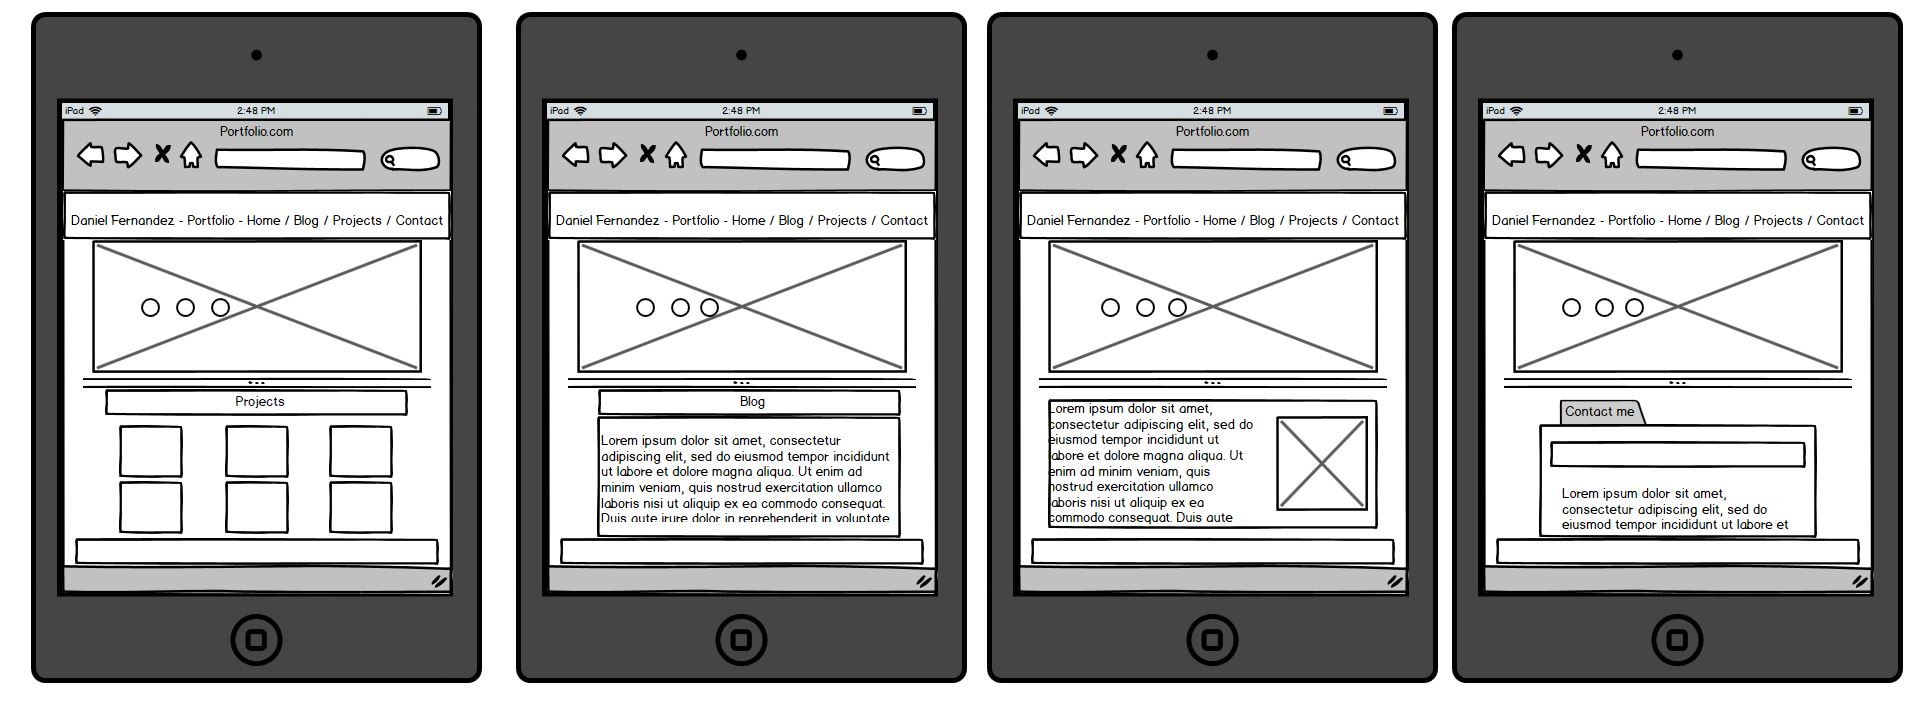 iPad 2:48 PM
Portfolio.com
Daniel Fernandez - Portfolio - Home / Blog / Projects / Contact
Projects
iPad 2:48 PM
Portfolio.com
Daniel Fernandez - Portfolio - Home / Blog / Projects / Contact
Blog
Lorem ipsum dolor sit amet, consectetur
adipiscing elit, sed do eiusmod tempor incididunt
ut labore et dolore magna aliqua. Ut enim ad
minim veniam, quis nostrud exercitation ullamco
laboris nisi ut aliquip ex ea commodo consequat.
Duis aute irure dolor in reprehenderit in voluptate
iPad 2:48 PM
Portfolio.com
Daniel Fernandez - Portfolio - Home / Blog / Projects / Contact
Lorem ipsum dolor sit amet,
consectetur adipiscing elit, sed do
eiusmod tempor incididunt ut
labore et dolore magna aliqua. Ut
enim ad minim veniam, quis
nostrud exercitation ullamco
laboris nisi ut aliquip ex ea
commodo consequat. Duis aute
iPad 2:48 PM
Portfolio.com
Daniel Fernandez - Portfolio - Home / Blog / Projects / Contact
Contact me
Lorem ipsum dolor sit amet,
consectetur adipiscing elit, sed do
eiusmod tempor incididunt ut labore et